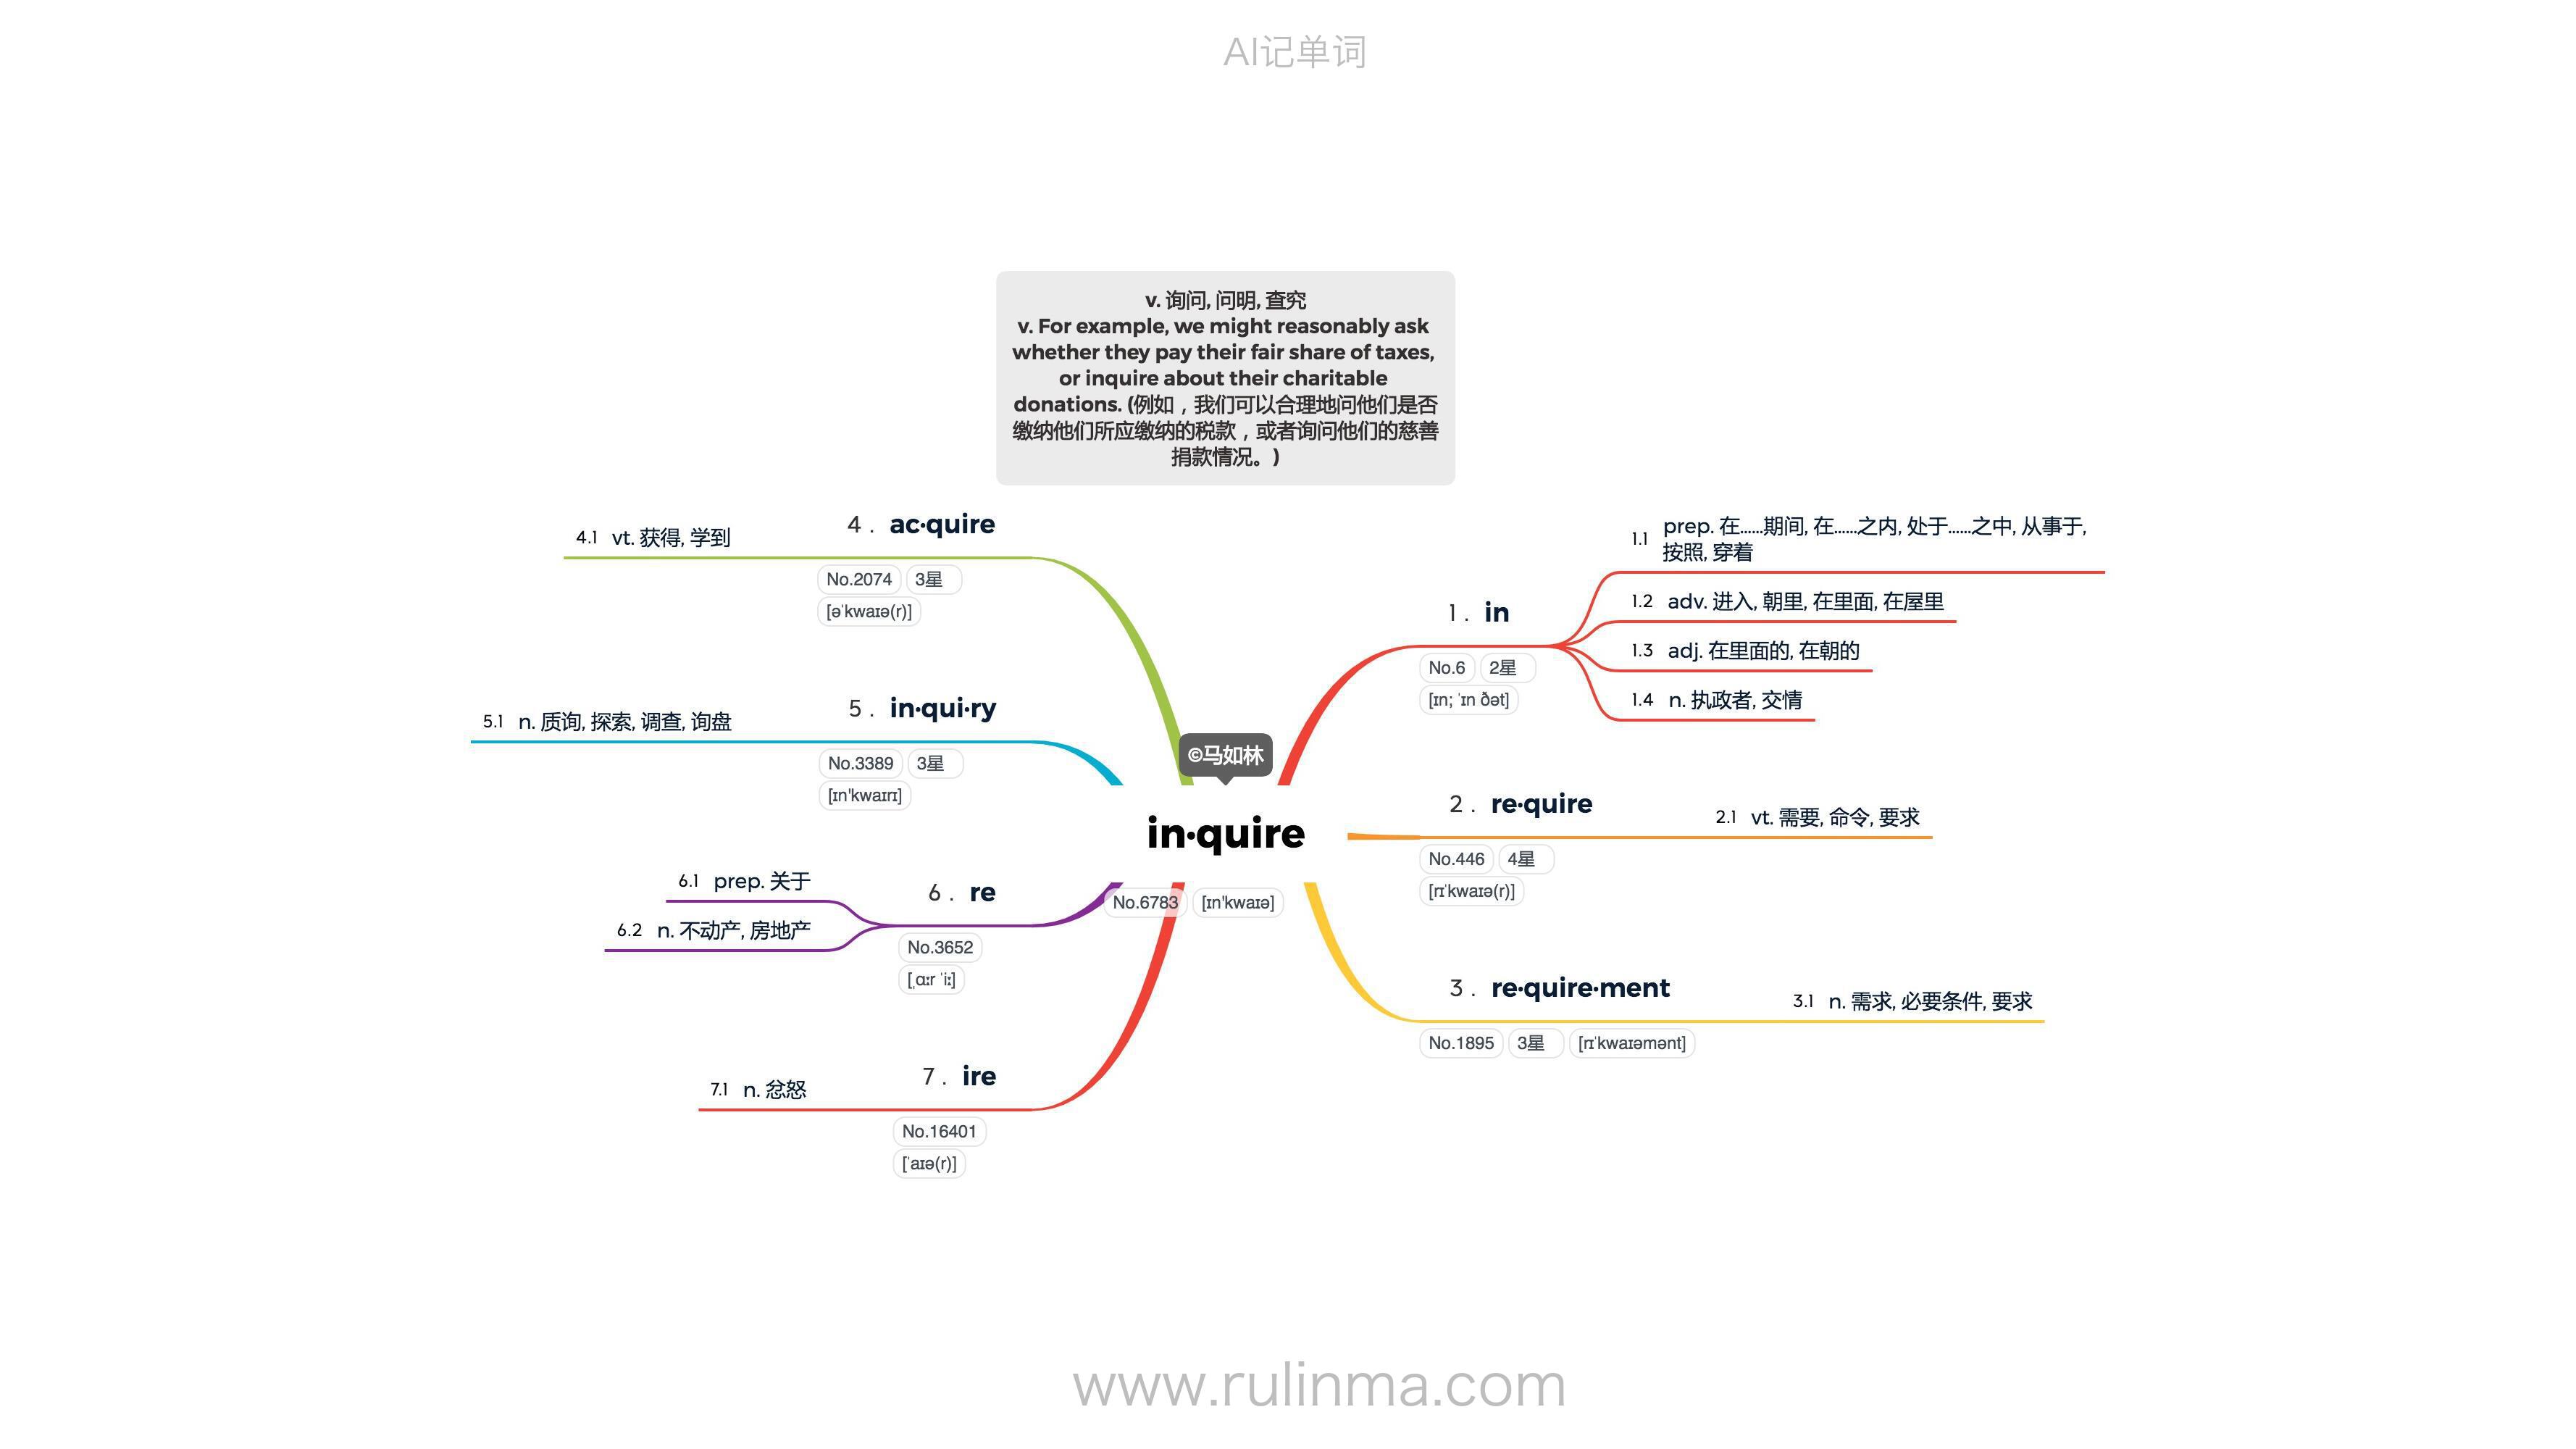 AI记单词
v. 询问, 问明, 查究
v. For example, we might reasonably ask
whether they pay their fair share of taxes,
or inquire about their charitable
donations. (例如，我们可以合理地问他们是否
缴纳他们所应缴纳的税款，或者询问他们的慈善
捐款情况。)
©马如林
in·quire
No.6783 [ɪn'kwaɪə]
1 . in
No.6 2星
[ɪn; ˈɪn ðət]
1.1 prep. 在......期间, 在......之内, 处于......之中, 从事于,
按照, 穿着
1.2 adv. 进入, 朝里, 在里面, 在屋里
1.3 adj. 在里面的, 在朝的
1.4 n. 执政者, 交情
2 . re·quire
No.446 4星
[rɪˈkwaɪə(r)]
2.1 vt. 需要, 命令, 要求
3 . re·quire·ment
No.1895 3星 [rɪˈkwaɪəmənt]
3.1 n. 需求, 必要条件, 要求
4 . ac·quire
No.2074 3星
[əˈkwaɪə(r)]
4.1 vt. 获得, 学到
5 . in·qui·ry
No.3389 3星
[ɪn'kwaɪrɪ]
5.1 n. 质询, 探索, 调查, 询盘
6 . re
No.3652
[ˌɑːr ˈiː]
6.1 prep. 关于
6.2 n. 不动产, 房地产
7 . ire
No.16401
[ˈaɪə(r)]
7.1 n. 忿怒
www.rulinma.com